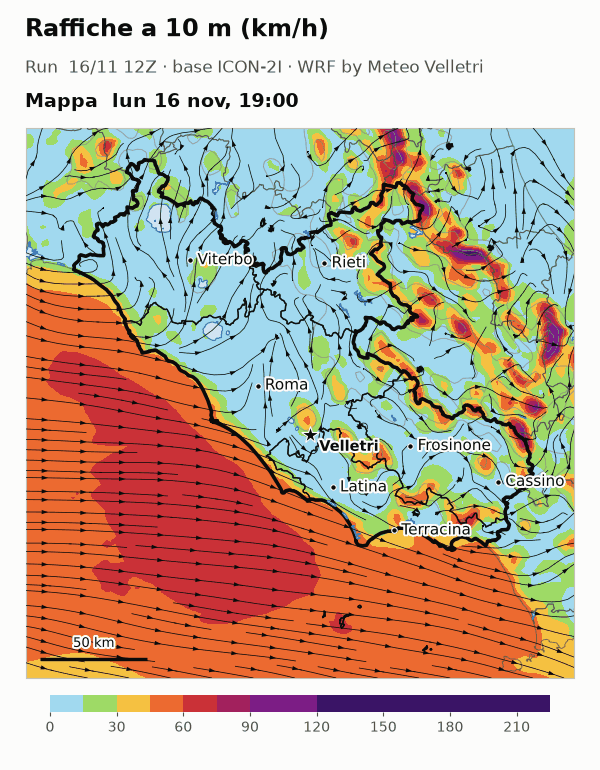 Raffiche a 10 m (km/h)
Run 16/11 12Z · base ICON-2I · WRF by Meteo Velletri
Mappa lun 16 nov, 19:00
Viterbo
Rieti
Roma
Velletri
Frosinone
Latina
Cassino
Terracina
50 km
0 30 60 90 120 150 180 210